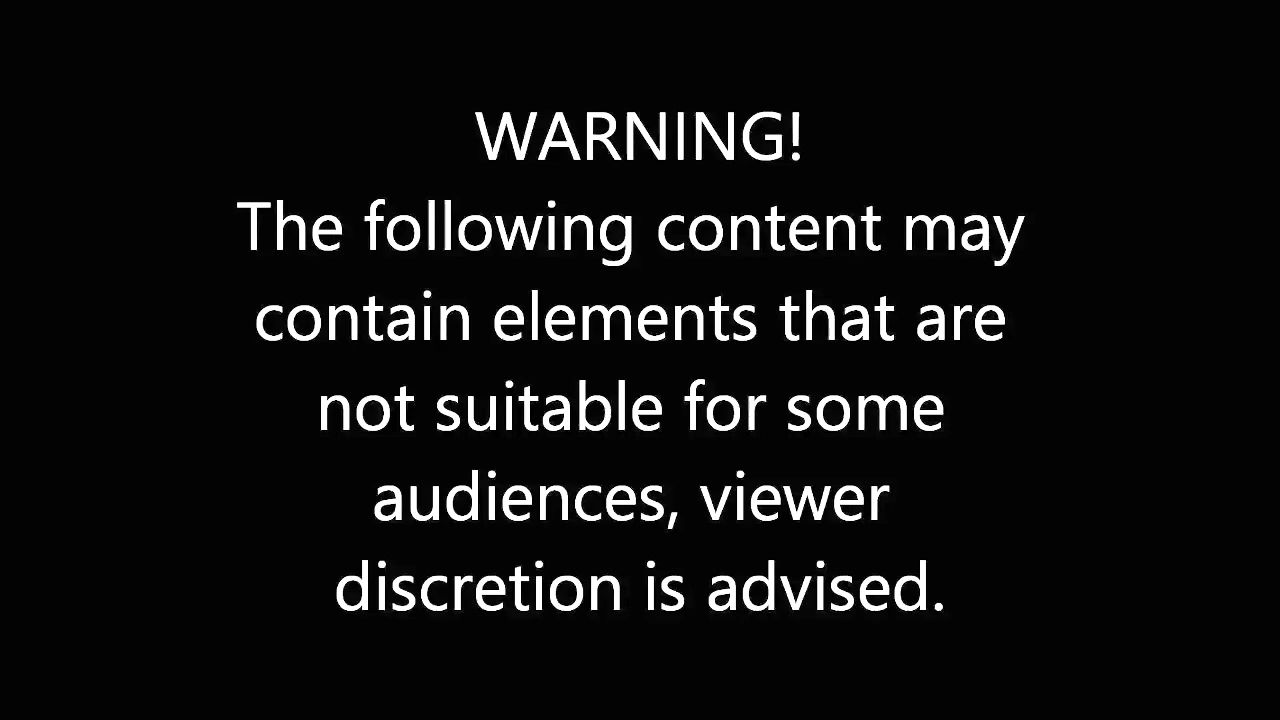 WARNING!
The following content may
contain elements that are
not suitable for some
audiences, viewer
discretion is advised.